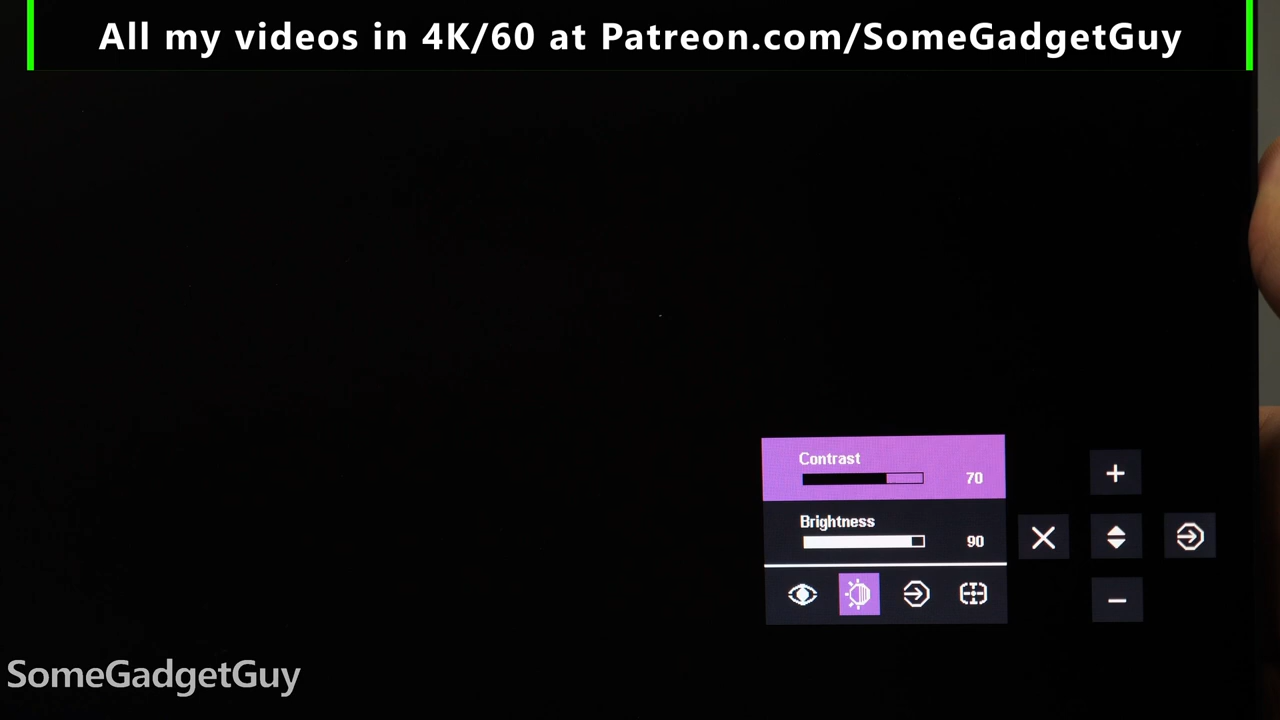 All my videos in 4K/60 at Patreon.com/SomeGadgetGuy
Contrast
70
Brightness
90
SomeGadgetGuy